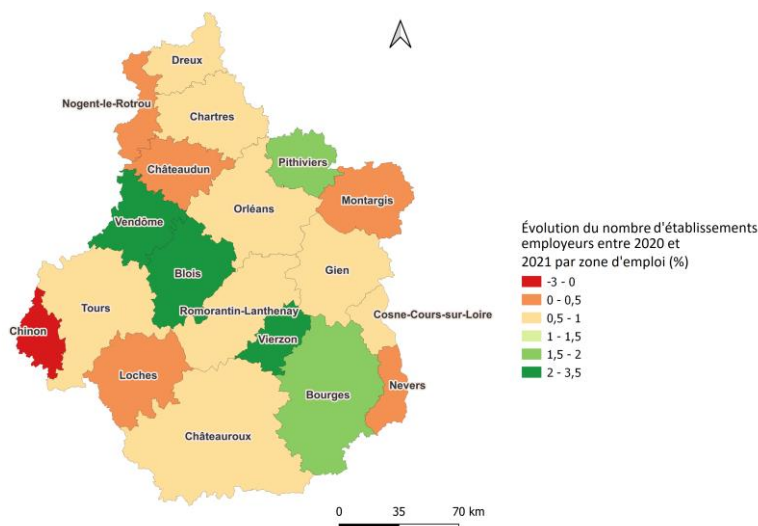 Dreux
Nogent-le-Rotrou
Chartres
Châteaudun
Pithiviers
Montargis
Orléans
Vendôme
Blois
Gien
Tours
Romorantin-Lanthenay
Cosne-Cours-sur-Loire
Chinon
Vierzon
Loches
Bourges
Nevers
Châteauroux
Évolution du nombre d'établissements
employeurs entre 2020 et
2021 par zone d'emploi (%)
-3 - 0
0 - 0,5
0,5 - 1
1 - 1,5
1,5 - 2
2 - 3,5
0 35 70 km